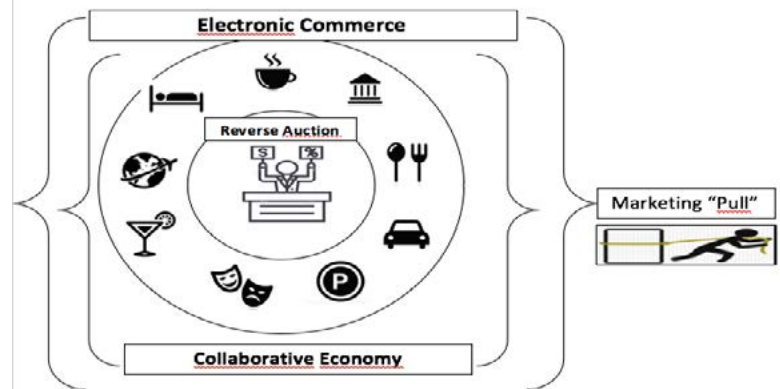 Electronic Commerce
Reverse Auction
$ %
Marketing “Pull”
P
Collaborative Economy